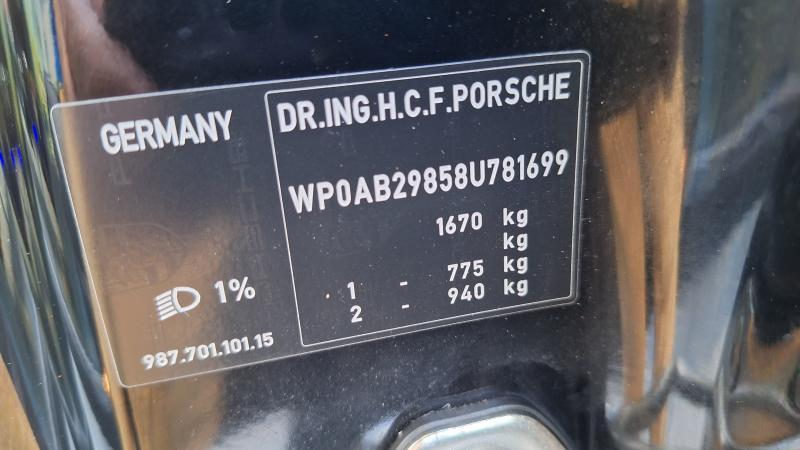 GERMANY
1%
987.701.101.15
DR.ING.H.C.F.PORSCHE
WP0AB29858U781699
1670 kg
kg
1 - 775 kg
2 - 940 kg